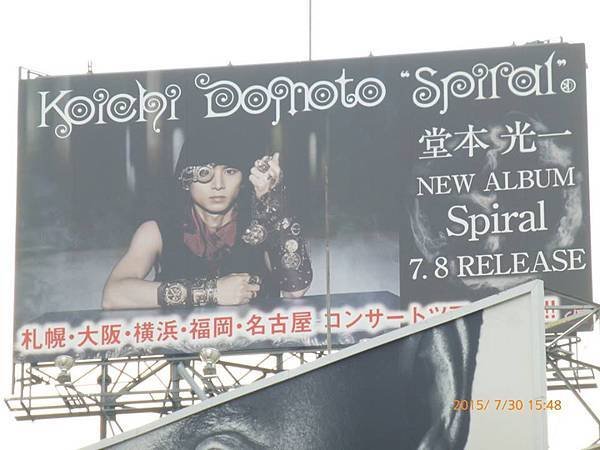 Koichi Domoto "Spiral"
堂本 光一
NEW ALBUM
Spiral
7. 8 RELEASE
札幌・大阪・横浜・福岡・名古屋 コンサートツア
!!
2015/ 7/30 15:48